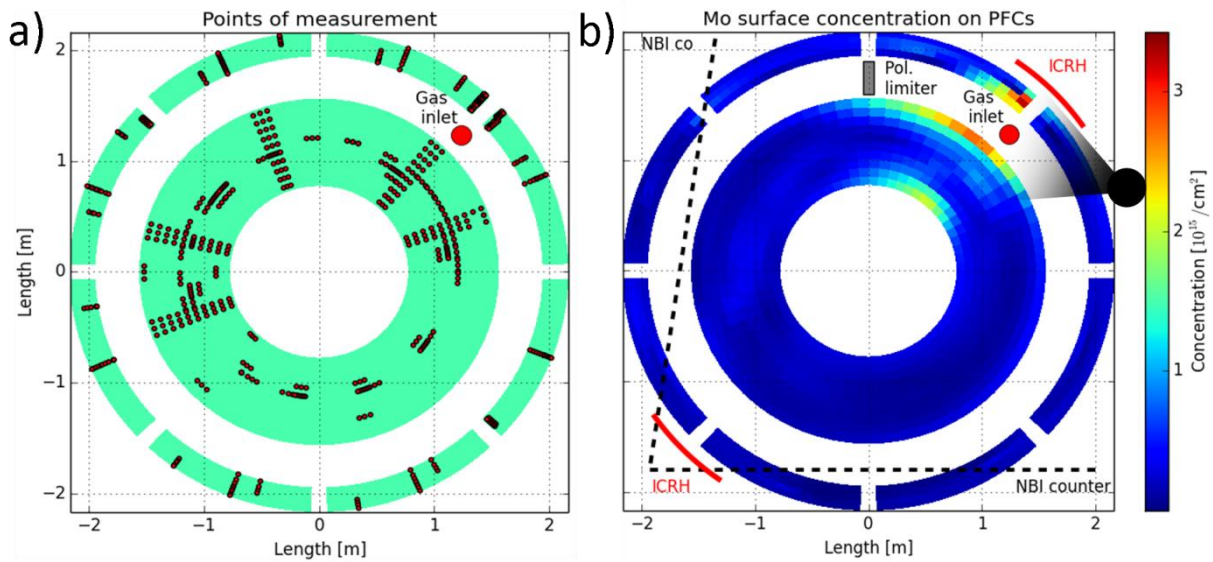 a)
Points of measurement
2
1
0
−1
−2
Length [m]
Gas
inlet
−2 −1 0 1 2
Length [m]
b)
Mo surface concentration on PFCs
NBI co
Pol.
limiter
Gas
inlet
ICRH
ICRH
NBI counter
−2 −1 0 1 2
Length [m]
3
2
1
Concentration [10¹⁵ /cm²]